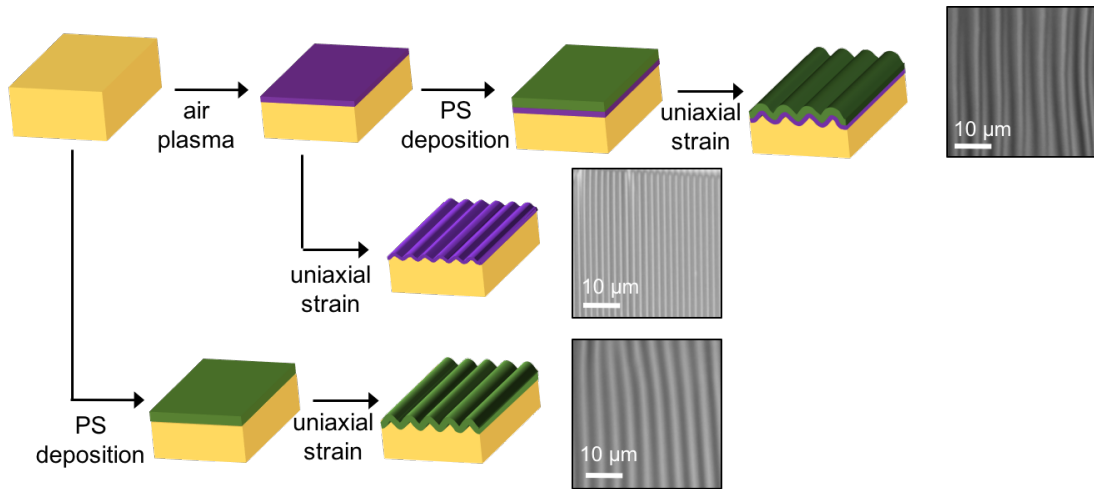 air
plasma
PS
deposition
uniaxial
strain
10 µm
uniaxial
strain
10 µm
PS
deposition
uniaxial
strain
10 µm